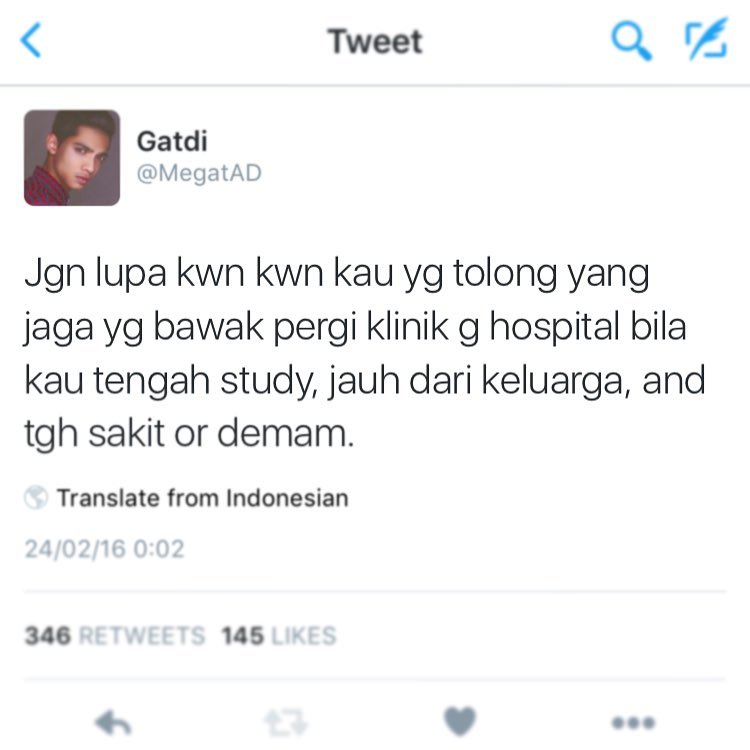 Tweet
Gatdi
@MegatAD
Jgn lupa kwn kwn kau yg tolong yang
jaga yg bawak pergi klinik g hospital bila
kau tengah study, jauh dari keluarga, and
tgh sakit or demam.
Translate from Indonesian
24/02/16 0:02
346 RETWEETS 145 LIKES